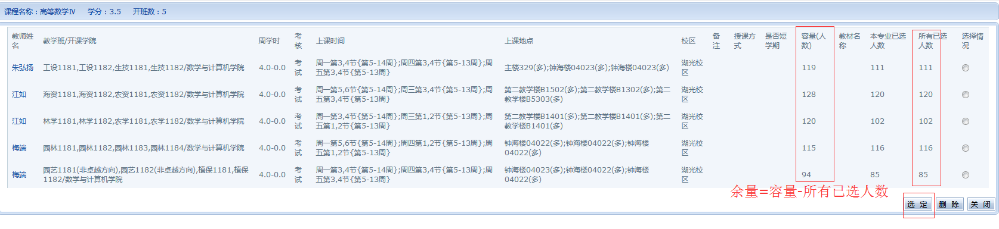 课程名称：高等数学Ⅳ 学分：3.5 开班数：5
教师姓名 教学班/开课学院 周学时 考核 上课时间 上课地点 校区 备注 授课方式 是否短学期 容量(人数) 教材名称 本专业已选人数 所有已选人数 选择情况
朱弘扬 工设1181,工设1182,生技1181,生技1182/数学与计算机学院 4.0-0.0 考试 周一第3,4节{第5-14周};周四第3,4节{第5-13周};周五第3,4节{第5-13周} 主楼329(多);钟海楼04023(多);钟海楼04023(多) 湖光校区 119 111 111
江如 海资1181,海资1182,农资1181,农资1182/数学与计算机学院 4.0-0.0 考试 周一第5,6节{第5-14周};周三第3,4节{第5-13周};周五第3,4节{第5-13周} 第二教学楼B1502(多);第二教学楼B1302(多);第二教学楼B5303(多) 湖光校区 128 120 120
江如 林学1181,林学1182,农学1181,农学1182/数学与计算机学院 4.0-0.0 考试 周一第3,4节{第5-14周};周三第1,2节{第5-13周};周五第1,2节{第5-13周} 第二教学楼B1401(多);第二教学楼B1401(多);第二教学楼B1401(多) 湖光校区 120 102 102
梅端 园林1181,园林1182,园林1183,园林1184/数学与计算机学院 4.0-0.0 考试 周一第5,6节{第5-14周};周四第1,2节{第5-13周};周五第1,2节{第5-13周} 钟海楼04022(多);钟海楼04022(多);钟海楼04022(多) 湖光校区 115 116 116
梅端 园艺1181(非卓越方向),园艺1182(非卓越方向),植保1181,植保1182/数学与计算机学院 4.0-0.0 考试 周一第3,4节{第5-14周};周四第3,4节{第5-13周};周五第3,4节{第5-13周} 钟海楼04023(多);钟海楼04022(多);钟海楼04022(多) 湖光校区 94 85 85
余量=容量-所有已选人数
选 定 删 除 关 闭